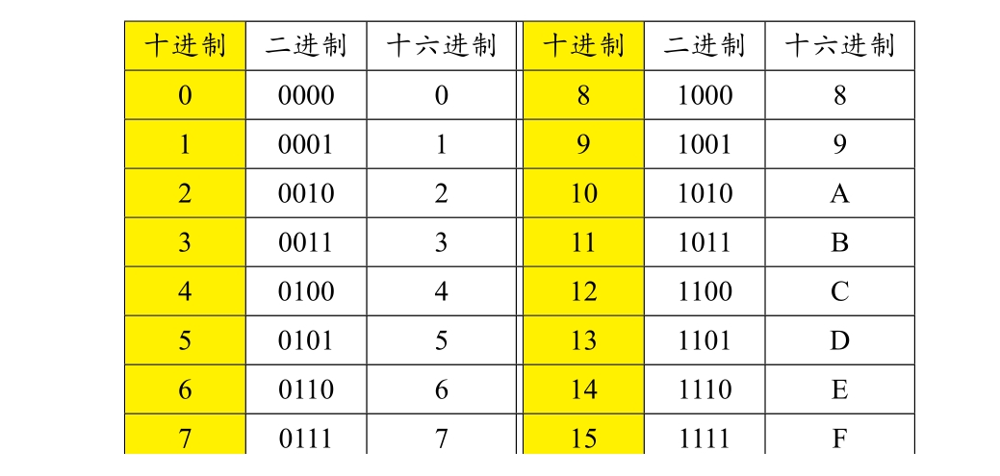 十进制 二进制 十六进制 十进制 二进制 十六进制
0 0000 0 8 1000 8
1 0001 1 9 1001 9
2 0010 2 10 1010 A
3 0011 3 11 1011 B
4 0100 4 12 1100 C
5 0101 5 13 1101 D
6 0110 6 14 1110 E
7 0111 7 15 1111 F